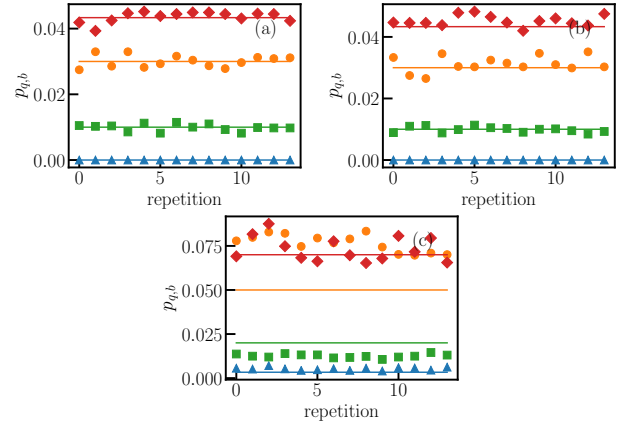 0.04
0.02
0.00
p_{q,b}
(a)
0 5 10
repetition
0.04
0.02
0.00
p_{q,b}
(b)
0 5 10
repetition
0.075
0.050
0.025
0.000
p_{q,b}
(c)
0 5 10
repetition